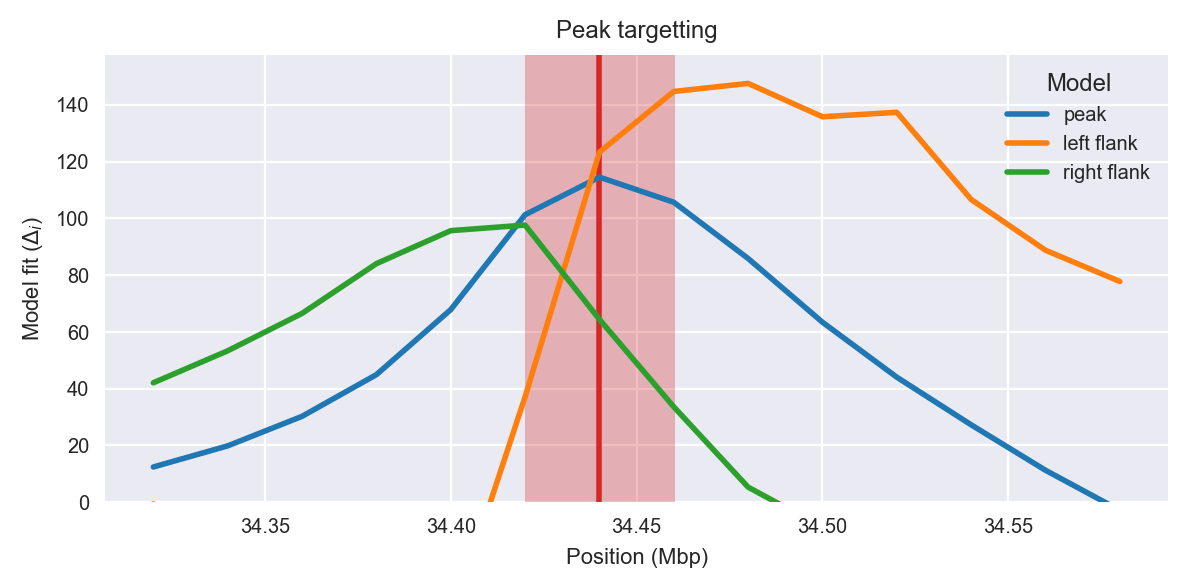 Peak targetting
Model
peak
left flank
right flank
Model fit (Δᵢ)
140
120
100
80
60
40
20
0
34.35
34.40
34.45
34.50
34.55
Position (Mbp)